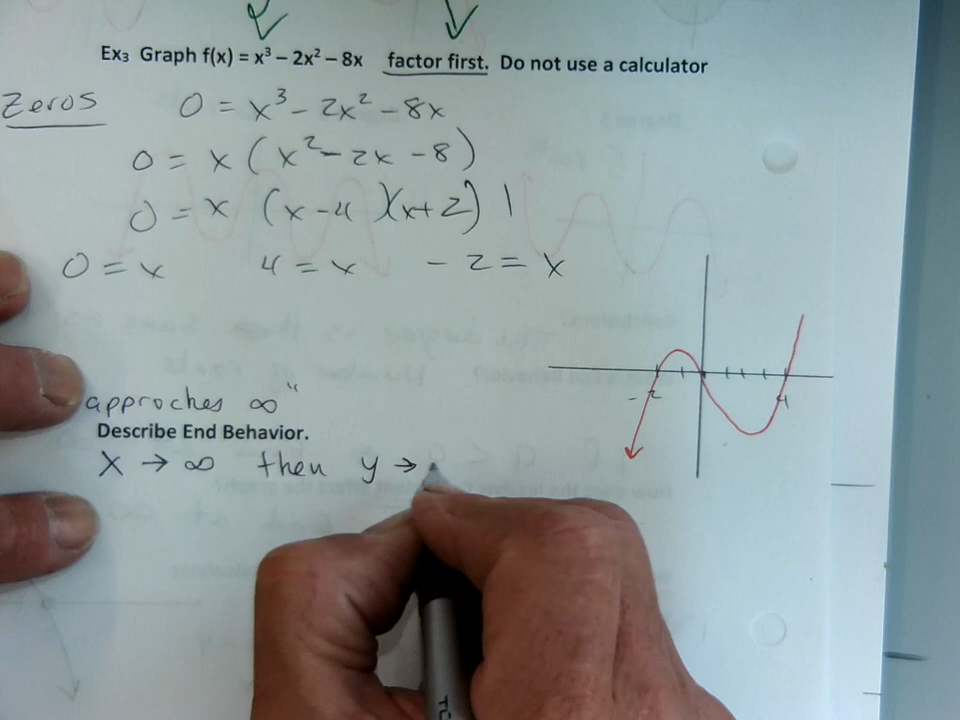 Ex3 Graph f(x) = x³ – 2x² – 8x factor first. Do not use a calculator
Zeros 0 = x³ – 2x² – 8x
0 = x (x² – 2x – 8)
0 = x (x – 4)(x + 2)
0 = x 4 = x – 2 = x
-2 4
approches ∞"
Describe End Behavior.
X → ∞ then y →